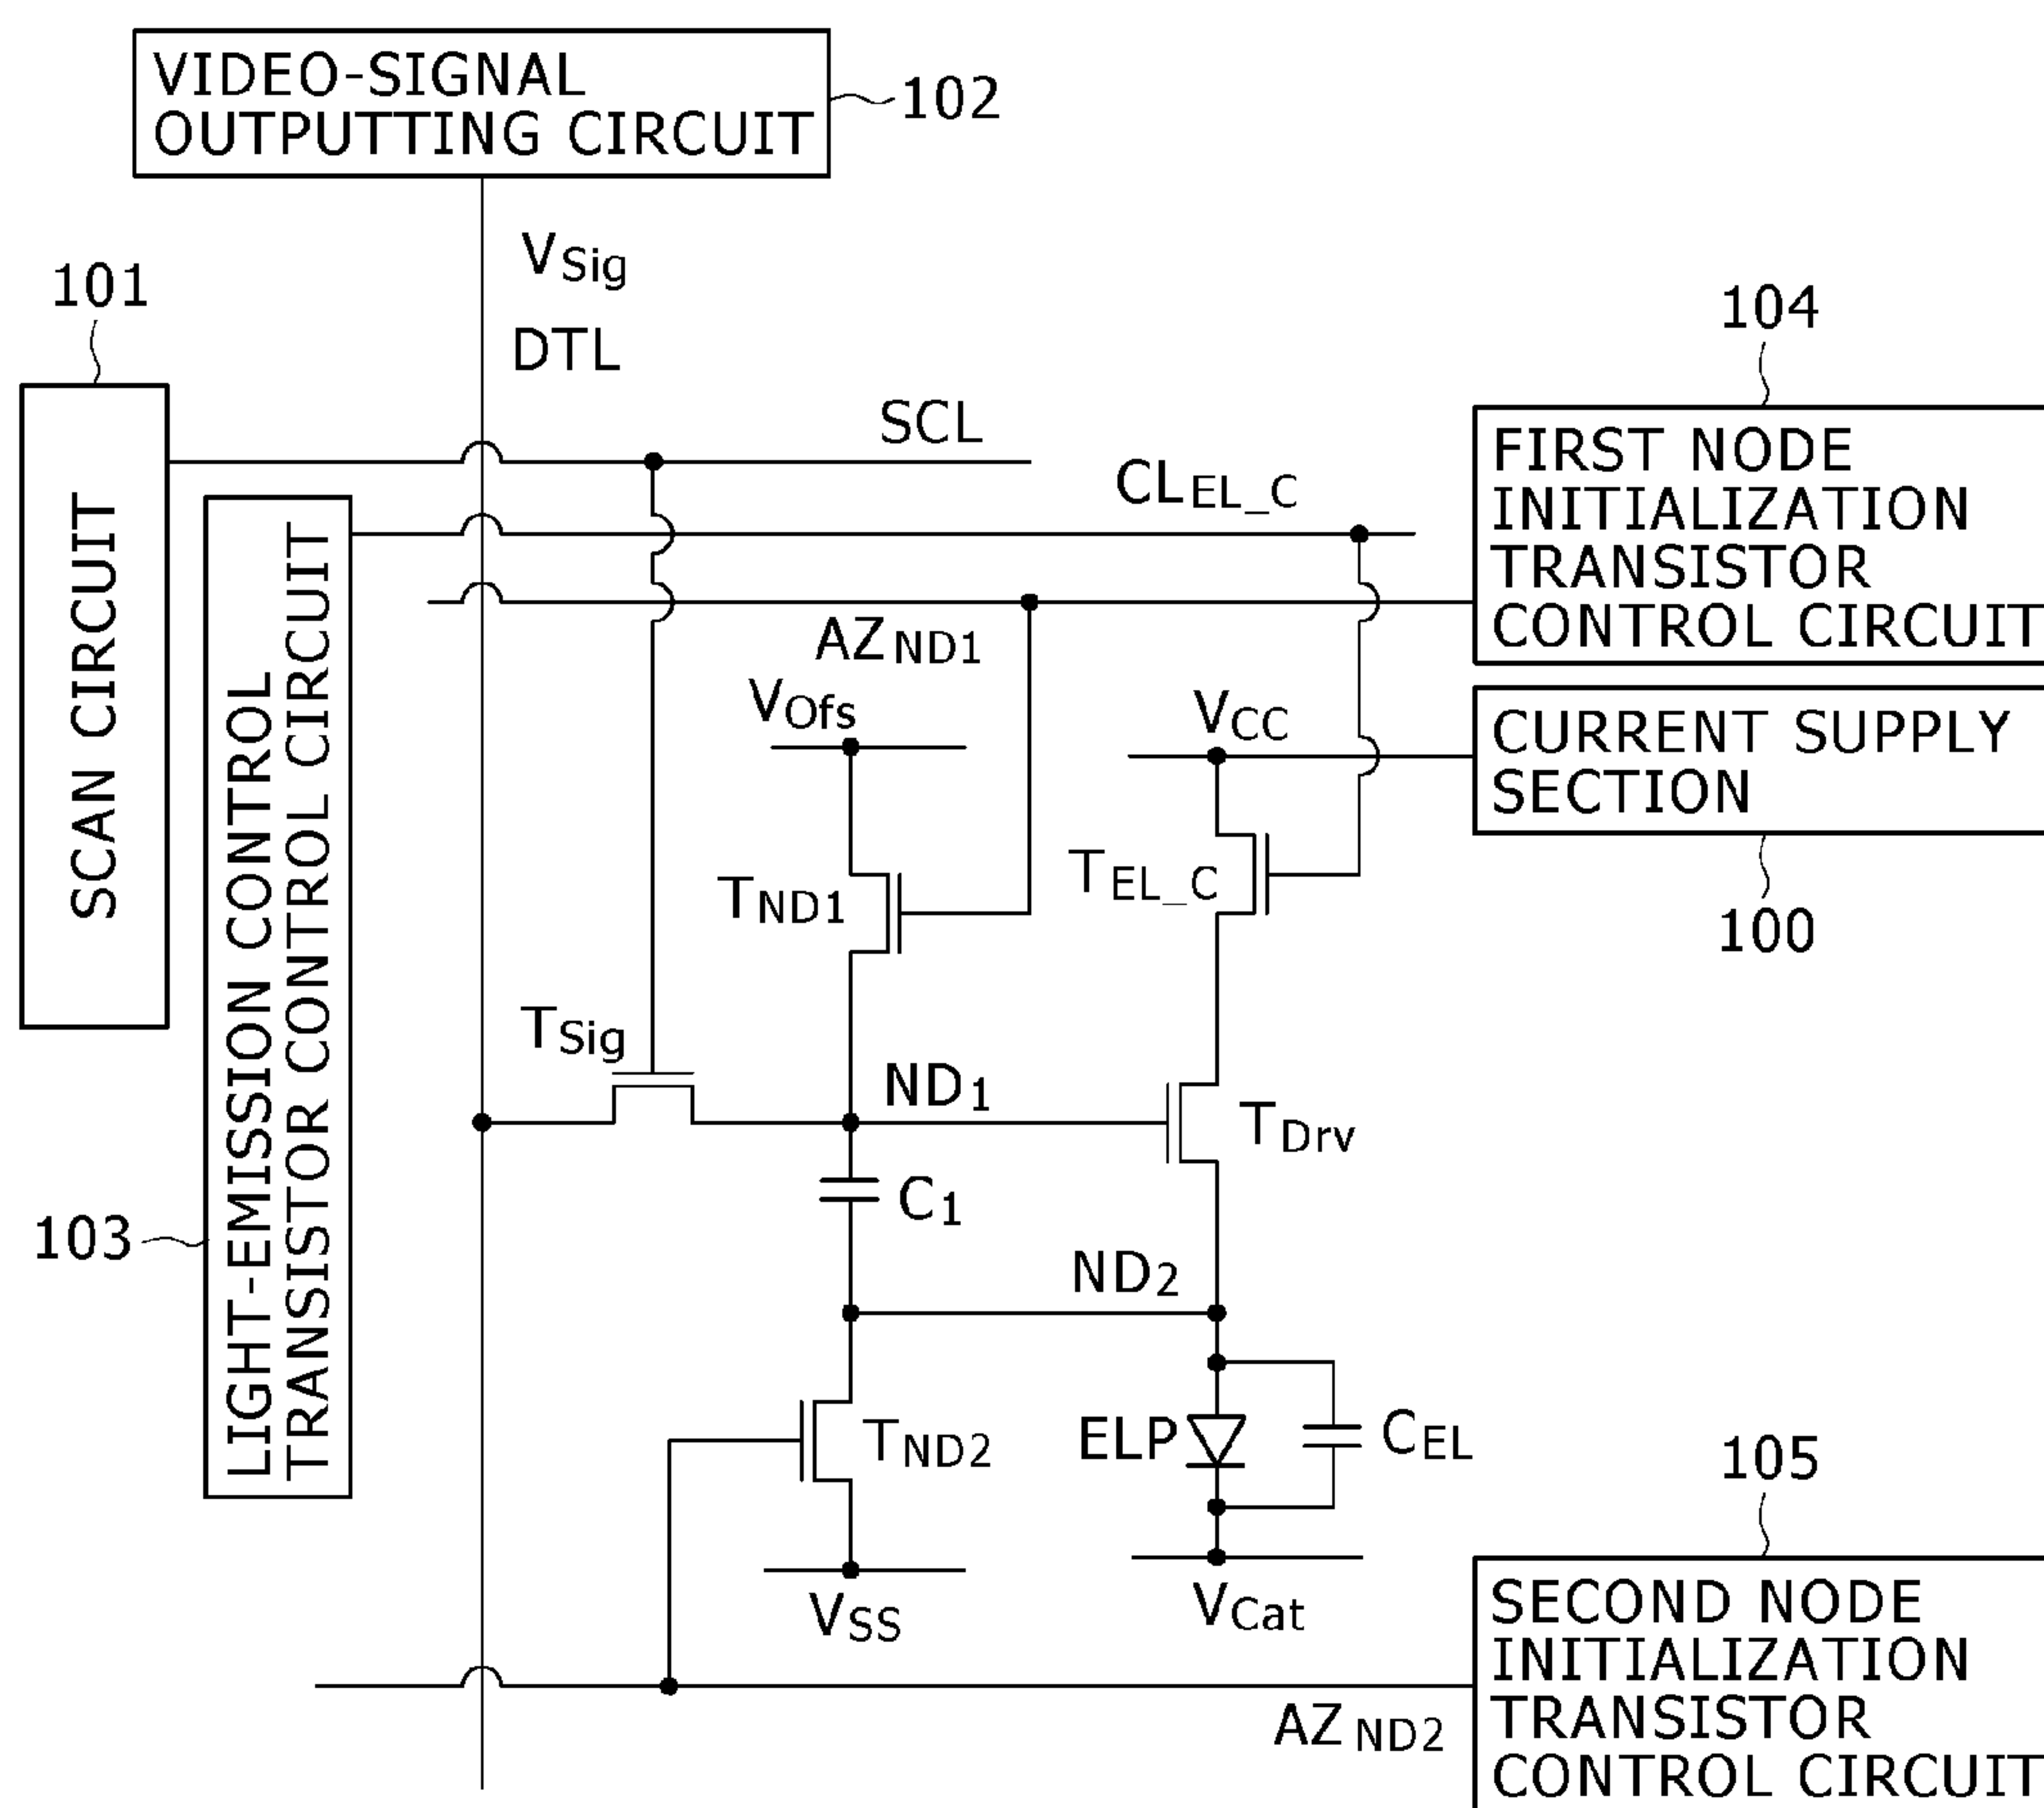 VIDEO-SIGNAL
OUTPUTTING CIRCUIT
102
VSig
DTL
101
SCAN CIRCUIT
SCL
CLEL_C
104
FIRST NODE
INITIALIZATION
TRANSISTOR
CONTROL CIRCUIT
AZND1
LIGHT-EMISSION CONTROL
TRANSISTOR CONTROL CIRCUIT
103
VOfs
VCC
CURRENT SUPPLY
SECTION
100
TND1
TEL_C
TSig
ND1
TDrv
C1
ND2
TND2
ELP
CEL
VSS
VCat
105
SECOND NODE
INITIALIZATION
TRANSISTOR
CONTROL CIRCUIT
AZND2